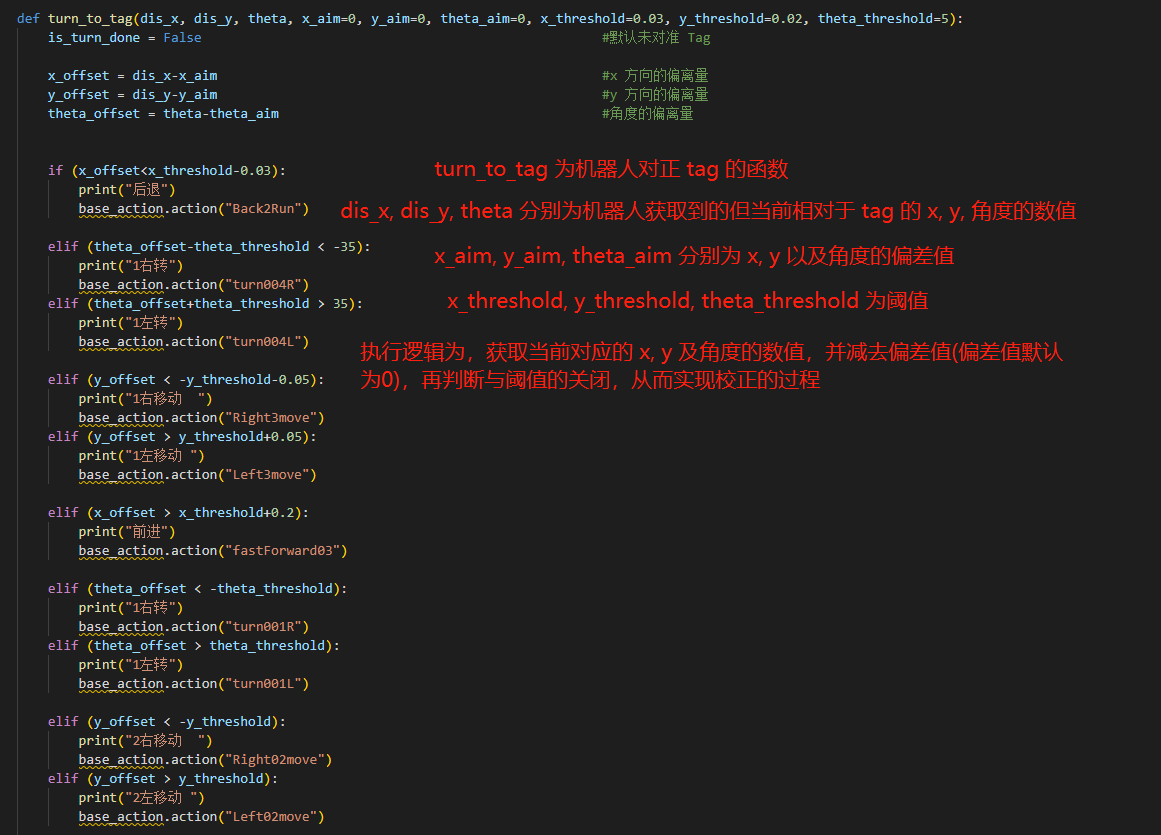 def turn_to_tag(dis_x, dis_y, theta, x_aim=0, y_aim=0, theta_aim=0, x_threshold=0.03, y_threshold=0.02, theta_threshold=5):
is_turn_done = False #默认未对准 Tag
x_offset = dis_x-x_aim #x 方向的偏离量
y_offset = dis_y-y_aim #y 方向的偏离量
theta_offset = theta-theta_aim #角度的偏离量
if (x_offset<x_threshold-0.03):
turn_to_tag 为机器人对正 tag 的函数
print("后退")
base_action.action("Back2Run")
dis_x, dis_y, theta 分别为机器人获取到的但当前相对于 tag 的 x, y, 角度的数值
elif (theta_offset-theta_threshold < -35):
x_aim, y_aim, theta_aim 分别为 x, y 以及角度的偏差值
print("1右转")
base_action.action("turn004R")
elif (theta_offset+theta_threshold > 35):
x_threshold, y_threshold, theta_threshold 为阈值
print("1左转")
base_action.action("turn004L")
执行逻辑为，获取当前对应的 x, y 及角度的数值，并减去偏差值(偏差值默认
为0)，再判断与阈值的关闭，从而实现校正的过程
elif (y_offset < -y_threshold-0.05):
print("1右移动  ")
base_action.action("Right3move")
elif (y_offset > y_threshold+0.05):
print("1左移动 ")
base_action.action("Left3move")
elif (x_offset > x_threshold+0.2):
print("前进")
base_action.action("fastForward03")
elif (theta_offset < -theta_threshold):
print("1右转")
base_action.action("turn001R")
elif (theta_offset > theta_threshold):
print("1左转")
base_action.action("turn001L")
elif (y_offset < -y_threshold):
print("2右移动  ")
base_action.action("Right02move")
elif (y_offset > y_threshold):
print("2左移动 ")
base_action.action("Left02move")